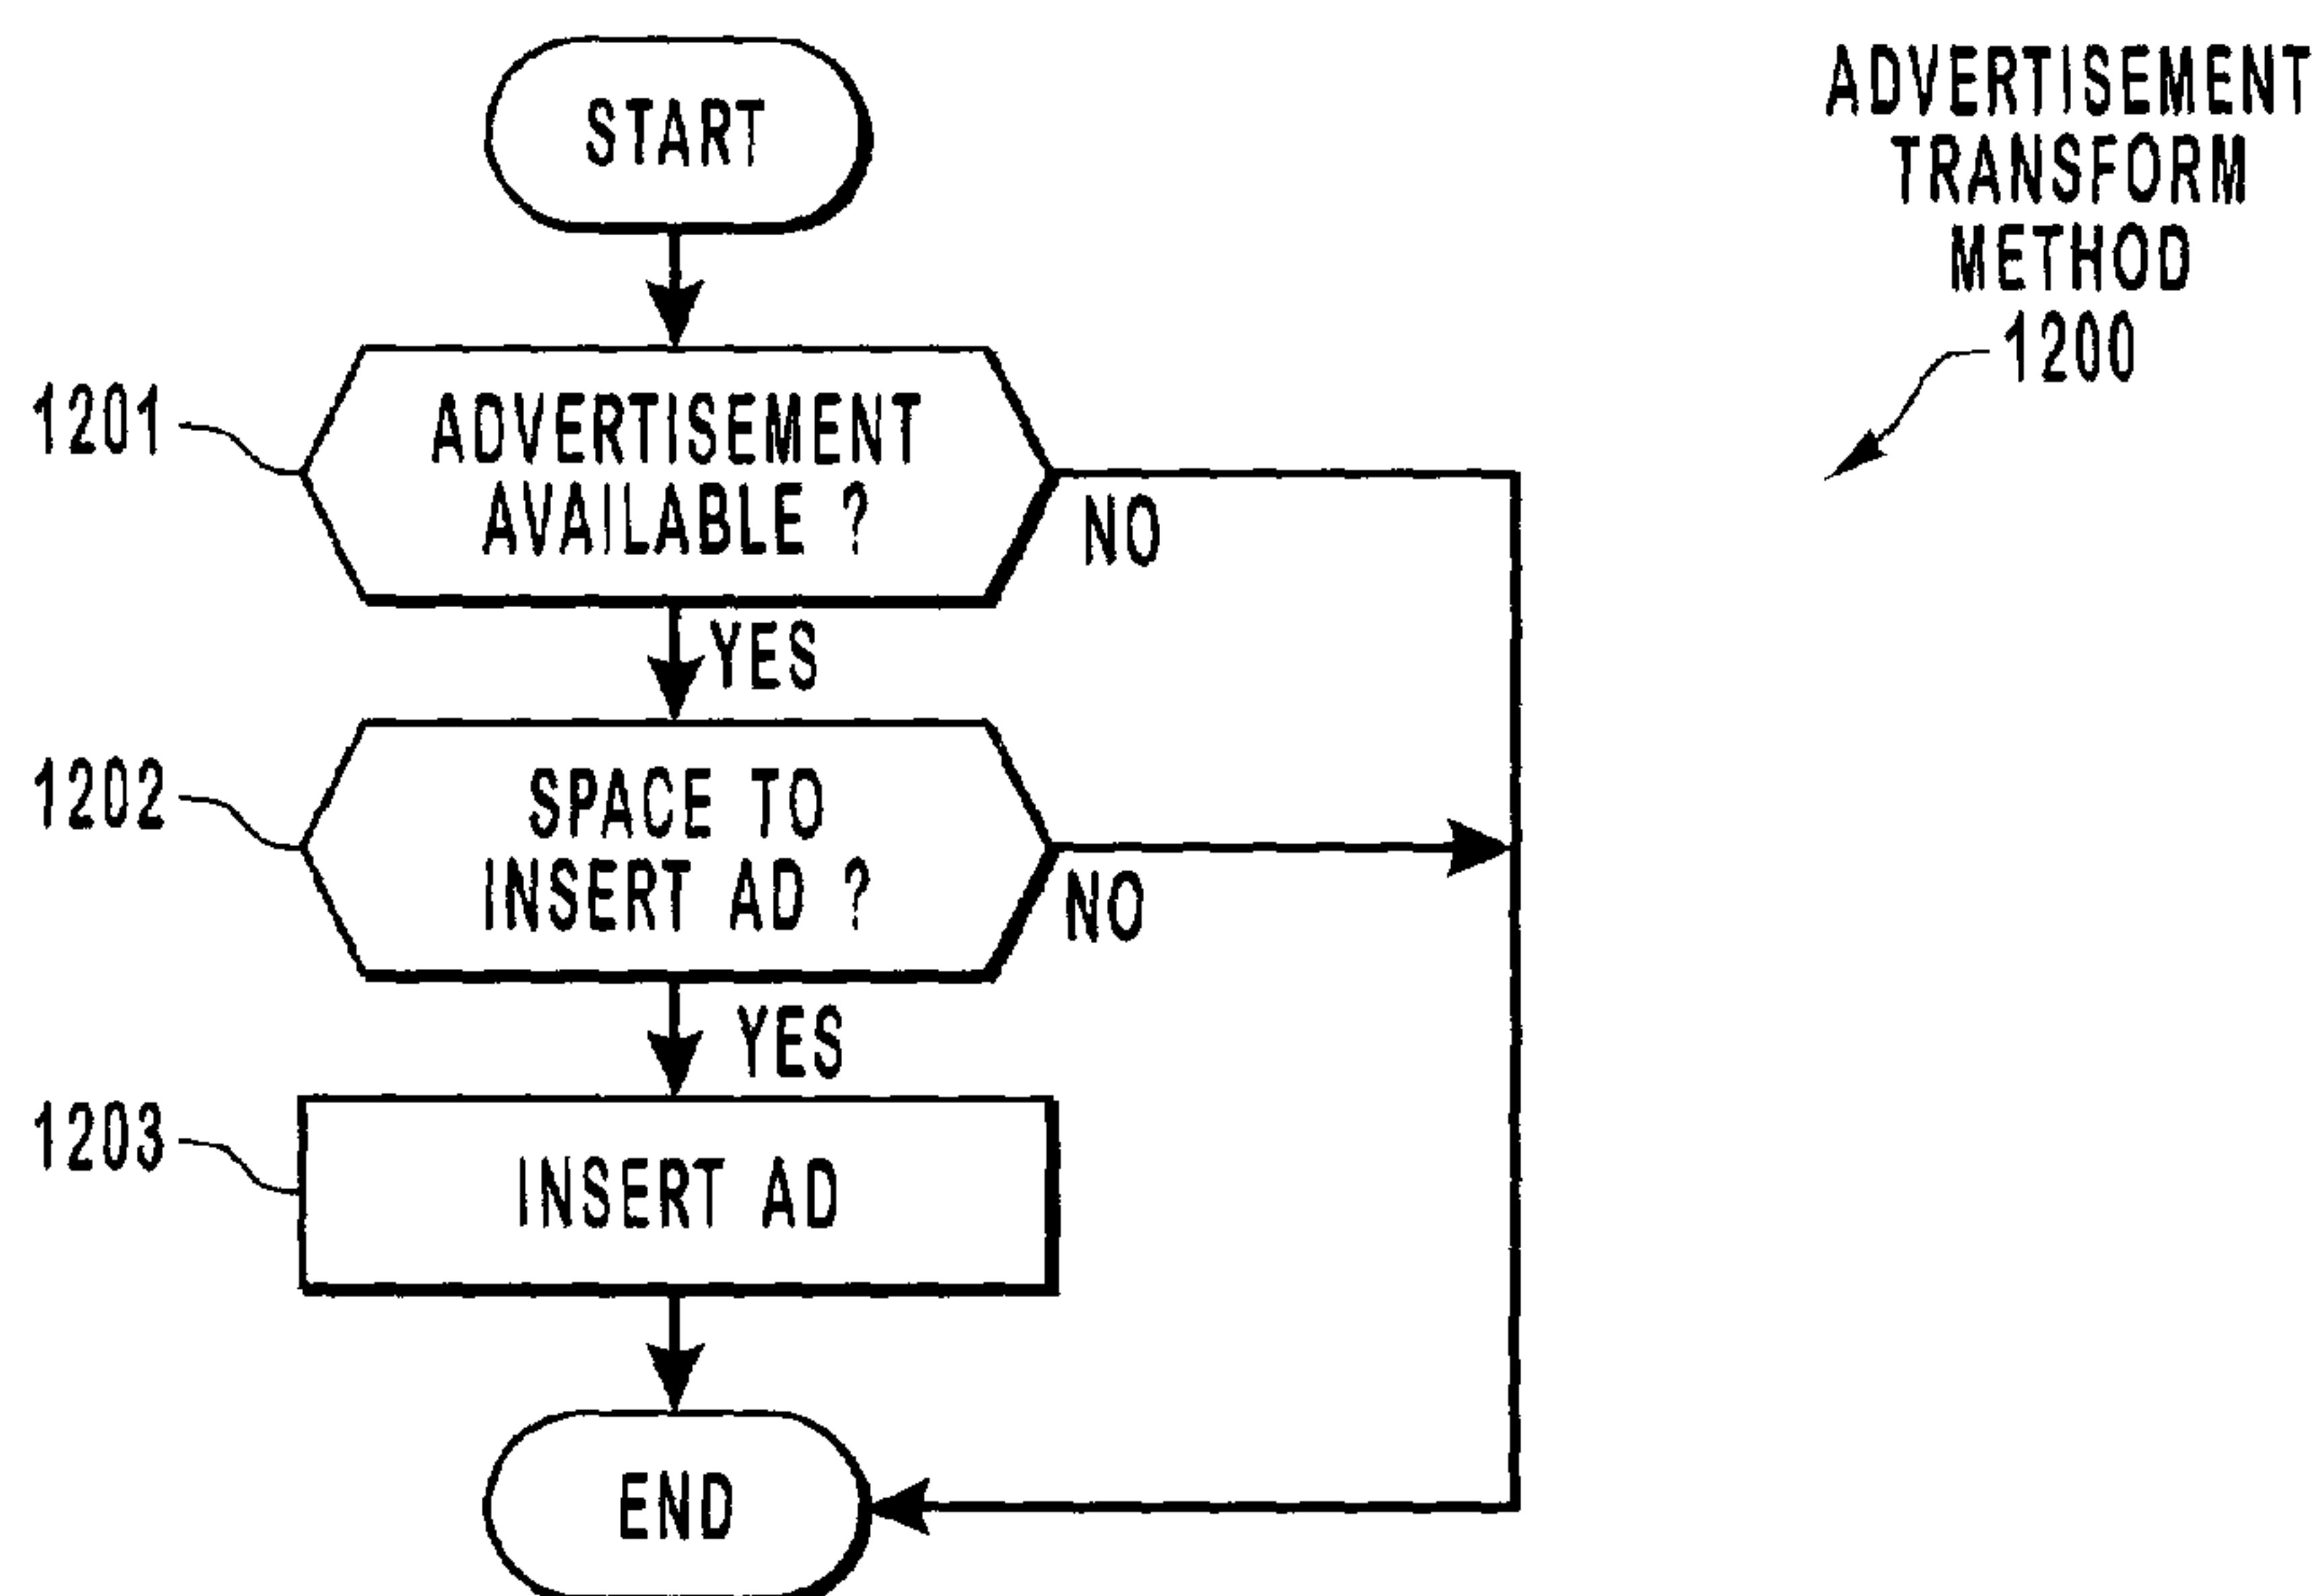 START
ADVERTISEMENT
TRANSFORM
METHOD
1200
1201
ADVERTISEMENT
AVAILABLE ?
NO
YES
1202
SPACE TO
INSERT AD ?
NO
YES
1203
INSERT AD
END